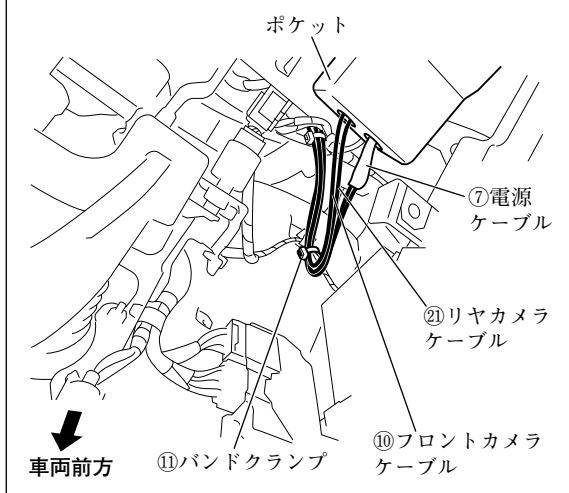 ポケット
⑦電源
ケーブル
㉑リヤカメラ
ケーブル
⑩フロントカメラ
ケーブル
⑪バンドクランプ
車両前方